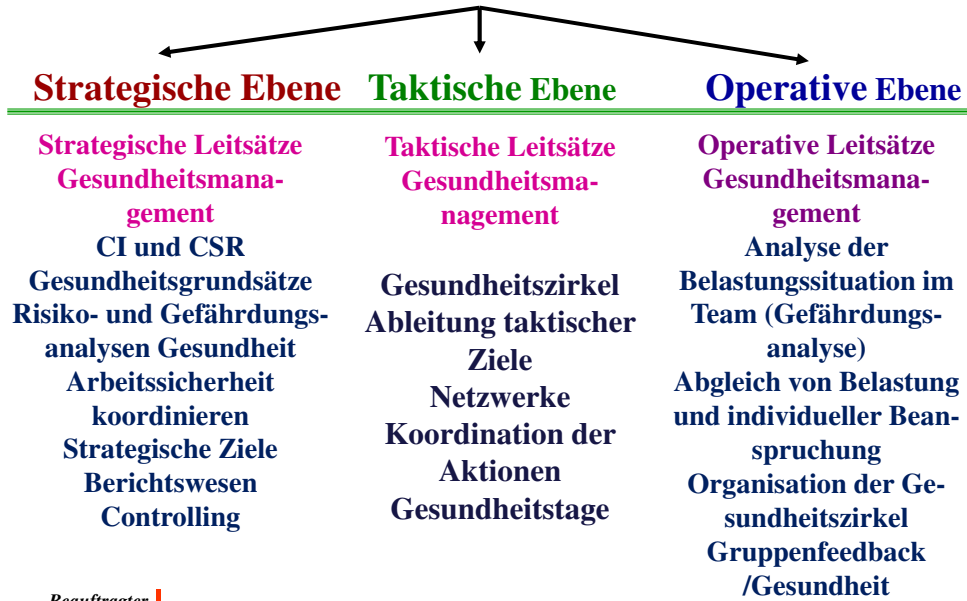 Strategische Ebene
Strategische Leitsätze
Gesundheitsmana-
gement
CI und CSR
Gesundheitsgrundsätze
Risiko- und Gefährdungs-
analysen Gesundheit
Arbeitssicherheit
koordinieren
Strategische Ziele
Berichtswesen
Controlling
Taktische Ebene
Taktische Leitsätze
Gesundheitsma-
nagement
Gesundheitszirkel
Ableitung taktischer
Ziele
Netzwerke
Koordination der
Aktionen
Gesundheitstage
Operative Ebene
Operative Leitsätze
Gesundheitsmana-
gement
Analyse der
Belastungssituation im
Team (Gefährdungs-
analyse)
Abgleich von Belastung
und individueller Bean-
spruchung
Organisation der Ge-
sundheitszirkel
Gruppenfeedback
/Gesundheit
Beauftragter